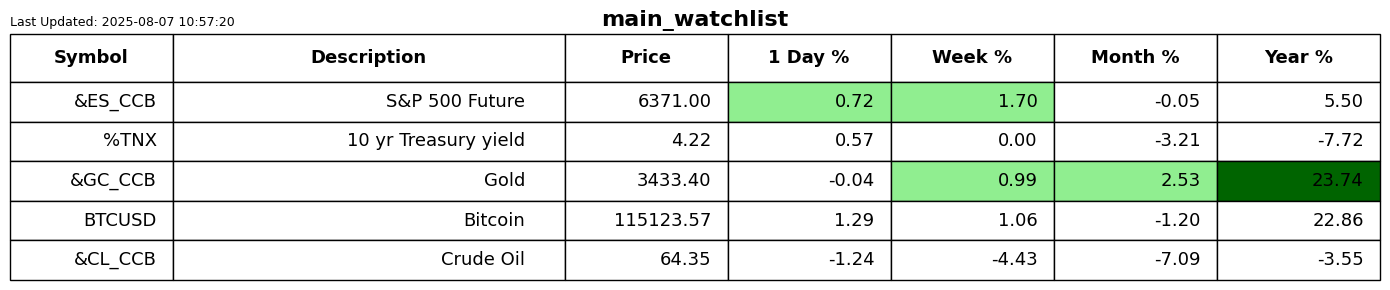 Last Updated: 2025-08-07 10:57:20 main_watchlist
Symbol Description Price 1 Day % Week % Month % Year %
&ES_CCB S&P 500 Future 6371.00 0.72 1.70 -0.05 5.50
%TNX 10 yr Treasury yield 4.22 0.57 0.00 -3.21 -7.72
&GC_CCB Gold 3433.40 -0.04 0.99 2.53 23.74
BTCUSD Bitcoin 115123.57 1.29 1.06 -1.20 22.86
&CL_CCB Crude Oil 64.35 -1.24 -4.43 -7.09 -3.55